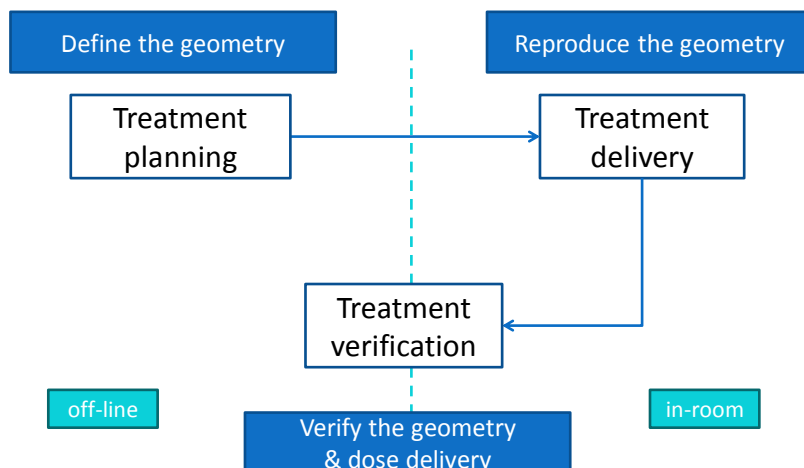 Define the geometry
Reproduce the geometry
Treatment
planning
Treatment
delivery
Treatment
verification
off-line
in-room
Verify the geometry
& dose delivery